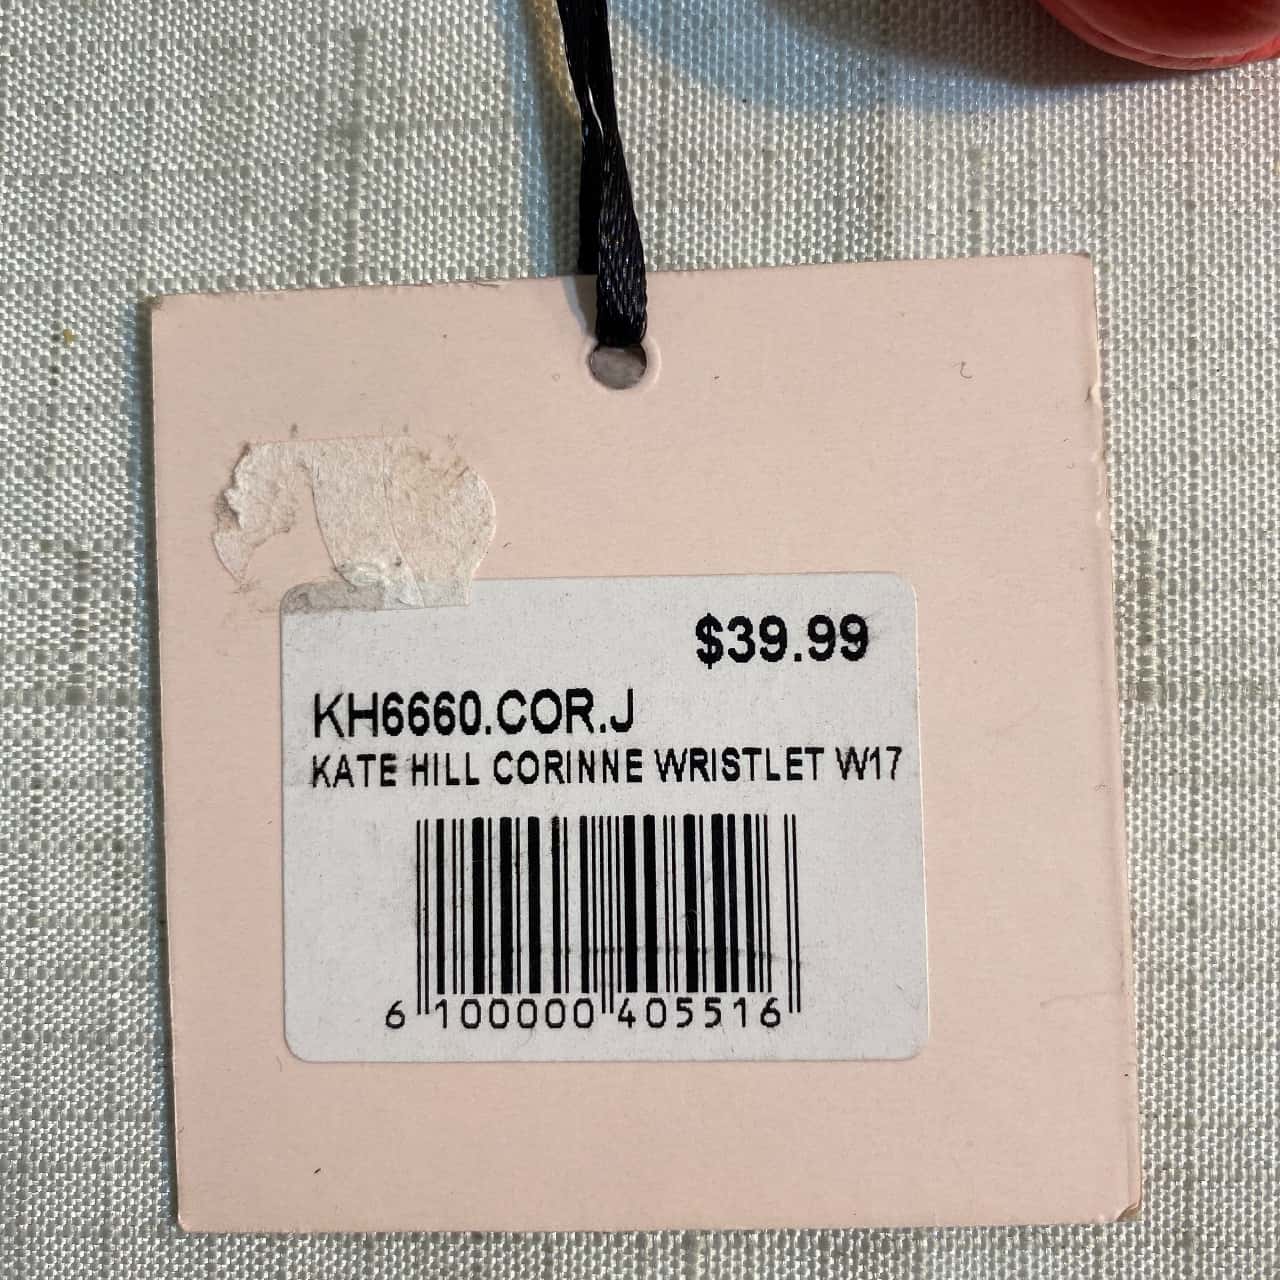 $39.99
KH6660.COR.J
KATE HILL CORINNE WRISTLET W17
6 100000 405516